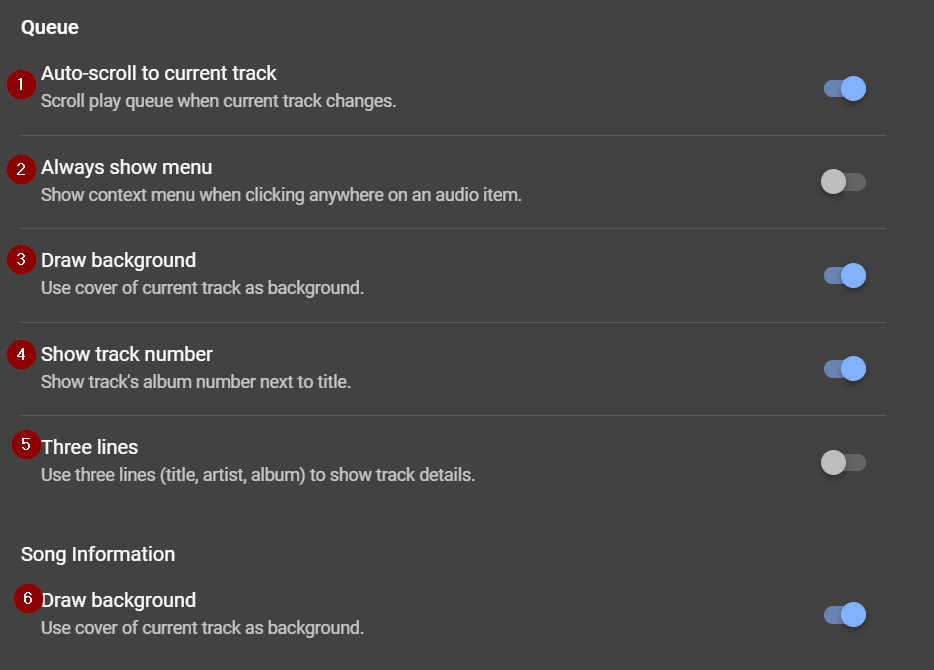 Queue
1 Auto-scroll to current track
Scroll play queue when current track changes.
2 Always show menu
Show context menu when clicking anywhere on an audio item.
3 Draw background
Use cover of current track as background.
4 Show track number
Show track's album number next to title.
5 Three lines
Use three lines (title, artist, album) to show track details.
Song Information
6 Draw background
Use cover of current track as background.